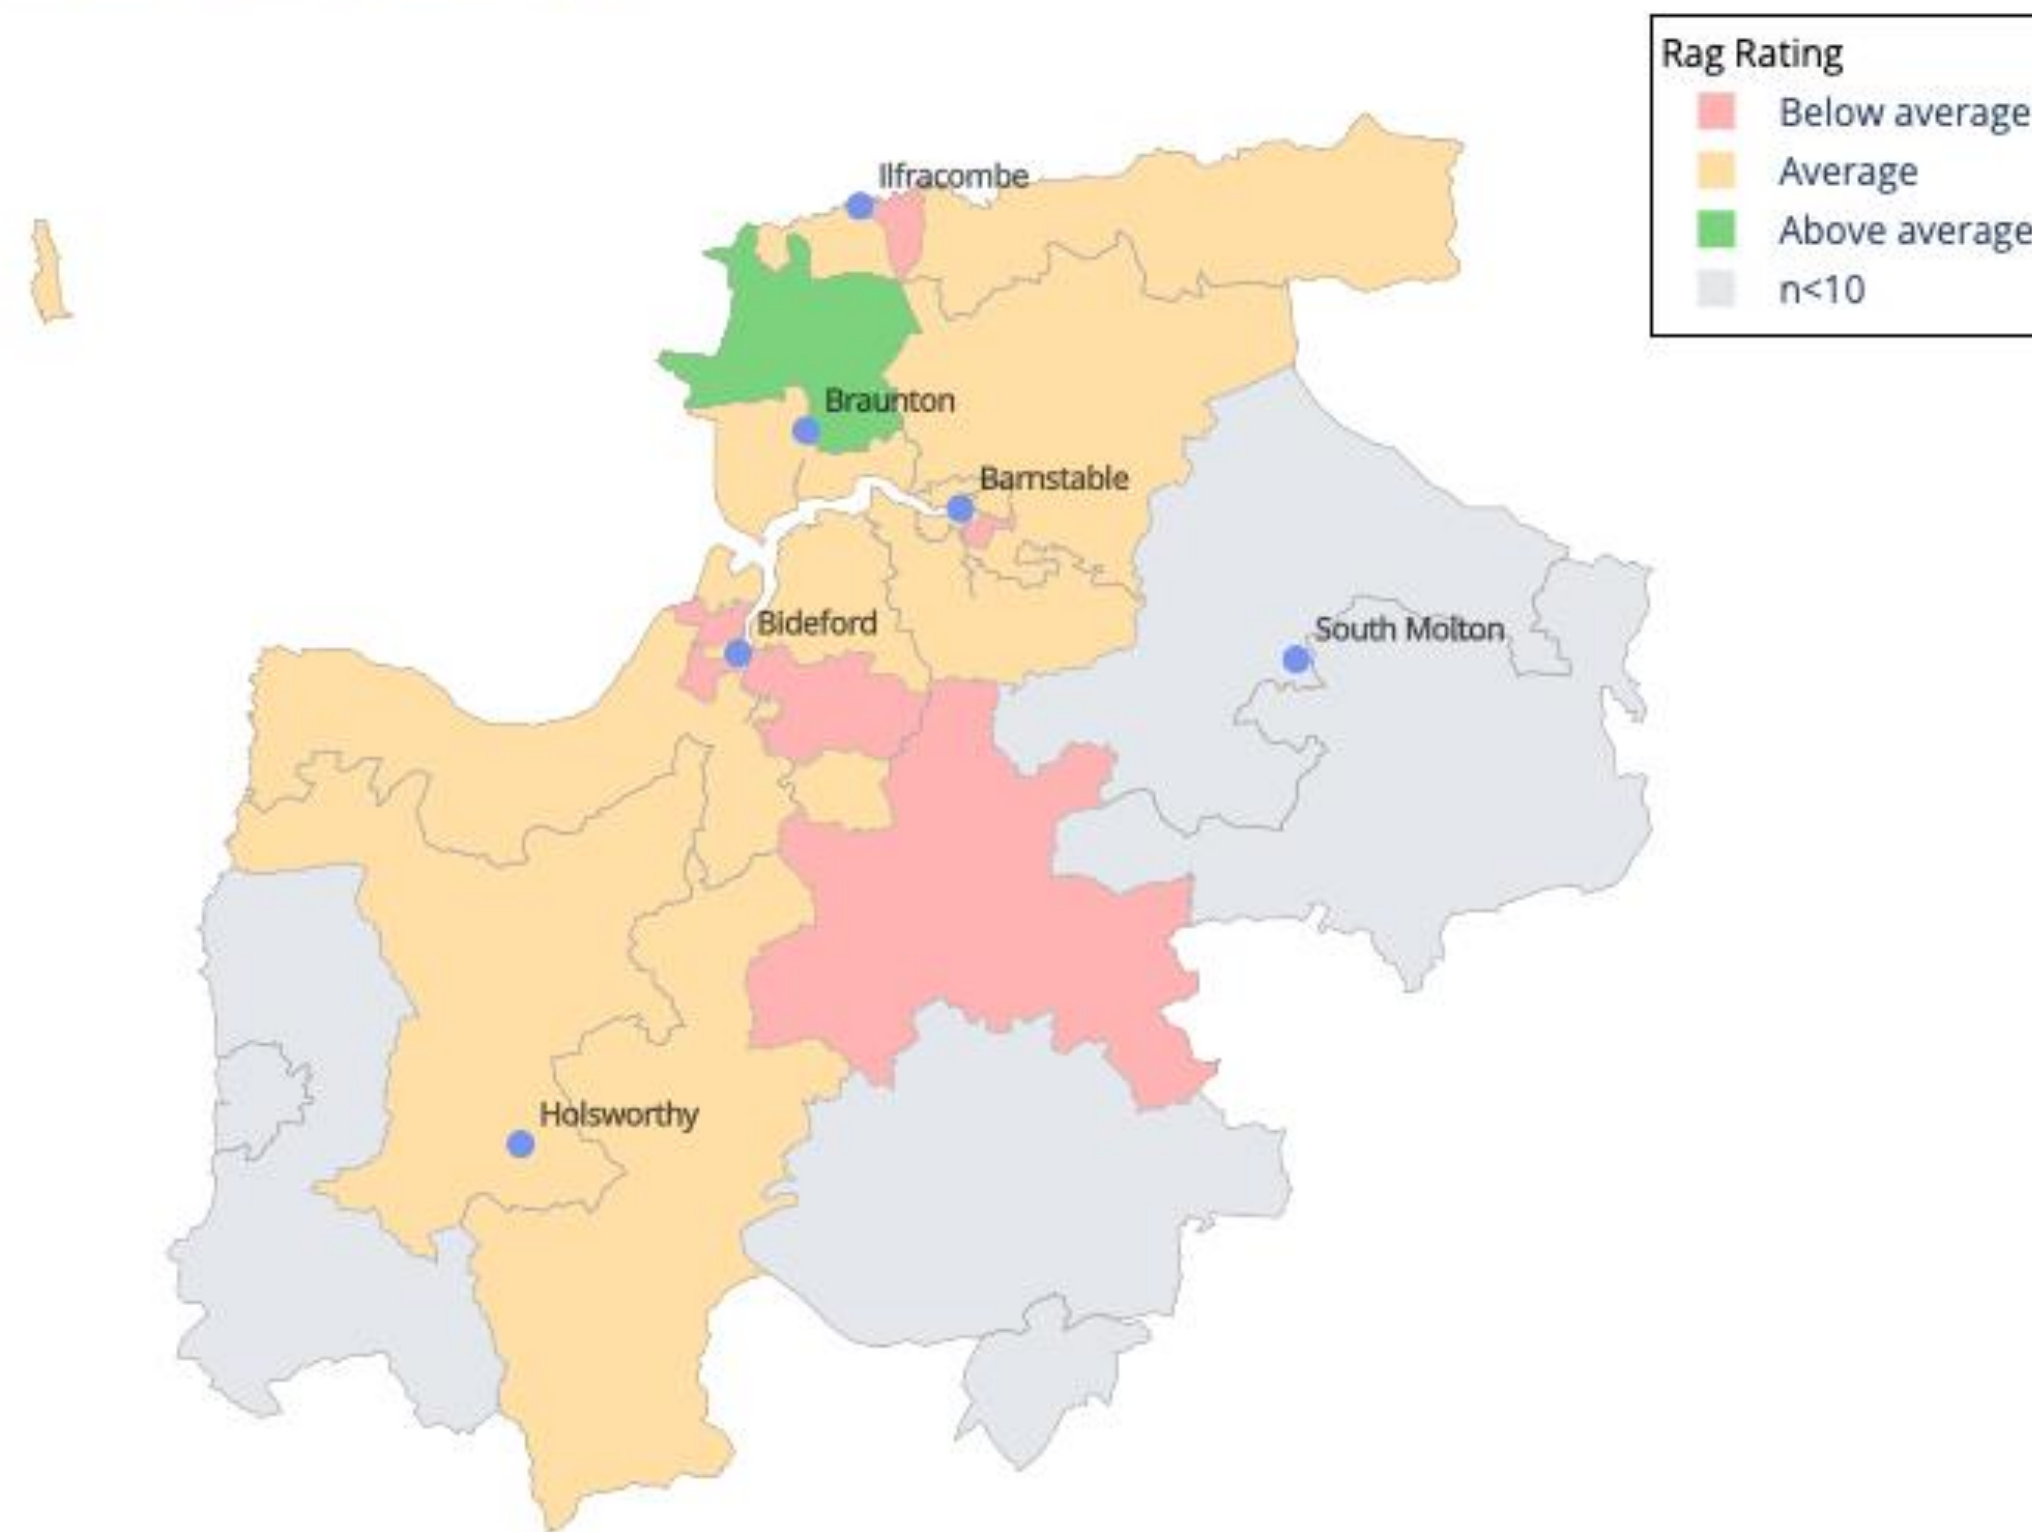 Rag Rating
Below average
Average
Above average
n<10
Ilfracombe
Braunton
Barnstable
Bideford
South Molton
Holsworthy